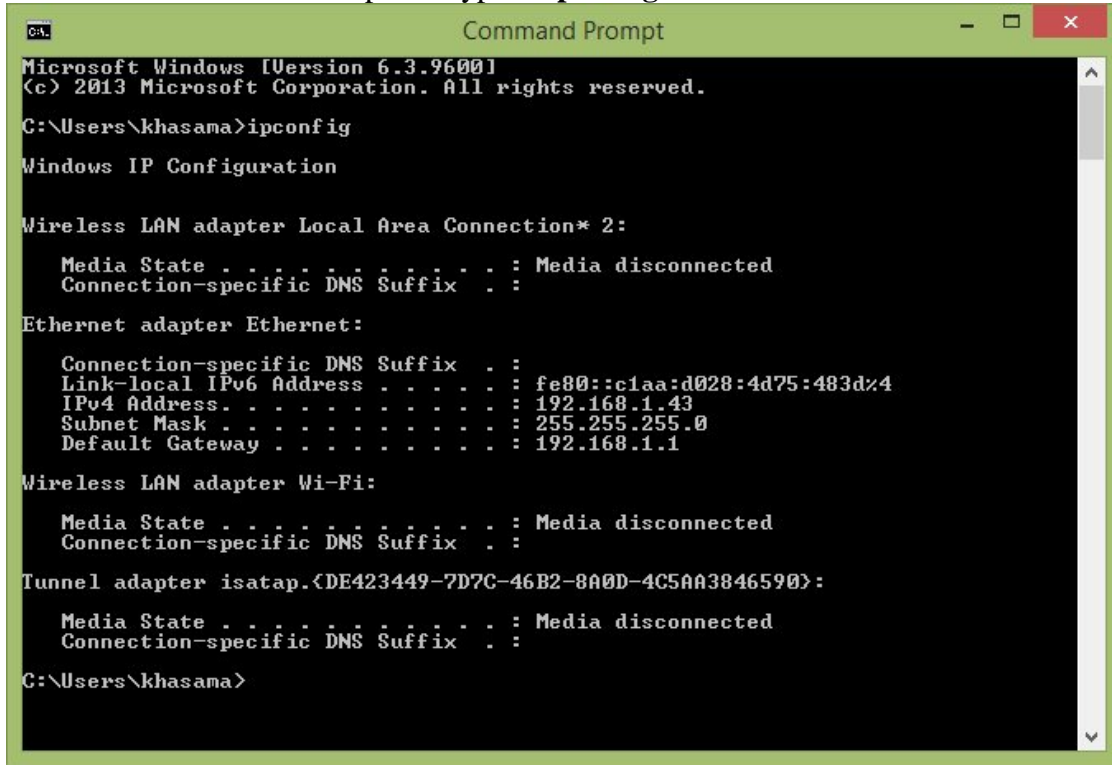 Command Prompt
Microsoft Windows [Version 6.3.9600]
(c) 2013 Microsoft Corporation. All rights reserved.
C:\Users\khasama>ipconfig
Windows IP Configuration
Wireless LAN adapter Local Area Connection* 2:
Media State . . . . . . . . . . . : Media disconnected
Connection-specific DNS Suffix . :
Ethernet adapter Ethernet:
Connection-specific DNS Suffix . :
Link-local IPv6 Address . . . . . : fe80::c1aa:d028:4d75:483d%4
IPv4 Address. . . . . . . . . . . : 192.168.1.43
Subnet Mask . . . . . . . . . . . : 255.255.255.0
Default Gateway . . . . . . . . . : 192.168.1.1
Wireless LAN adapter Wi-Fi:
Media State . . . . . . . . . . . : Media disconnected
Connection-specific DNS Suffix . :
Tunnel adapter isatap.{DE423449-7D7C-46B2-8A0D-4C5AA3846590}:
Media State . . . . . . . . . . . : Media disconnected
Connection-specific DNS Suffix . :
C:\Users\khasama>